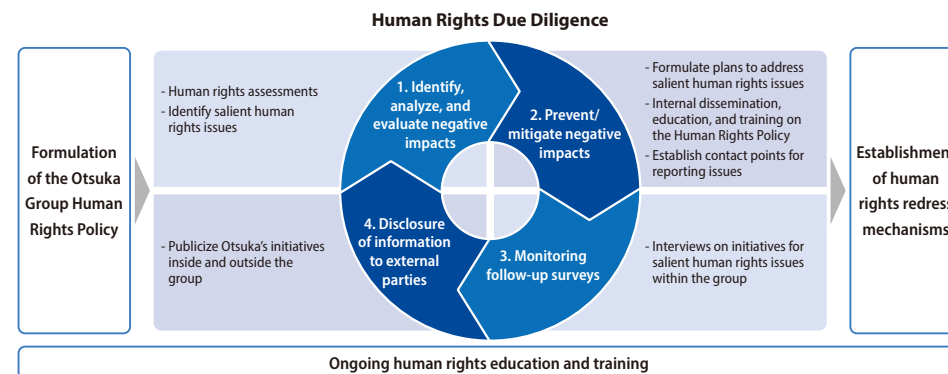 Human Rights Due Diligence
Formulation
of the Otsuka
Group Human
Rights Policy
- Human rights assessments
- Identify salient human
rights issues
1. Identify,
analyze, and
evaluate negative
impacts
2. Prevent/
mitigate negative
impacts
- Formulate plans to address
salient human rights issues
- Internal dissemination,
education, and training on
the Human Rights Policy
- Establish contact points for
reporting issues
- Publicize Otsuka's initiatives
inside and outside the
group
4. Disclosure
of information
to external
parties
3. Monitoring
follow-up surveys
- Interviews on initiatives for
salient human rights issues
within the group
Establishmen
of human
rights redress
mechanisms
Ongoing human rights education and training